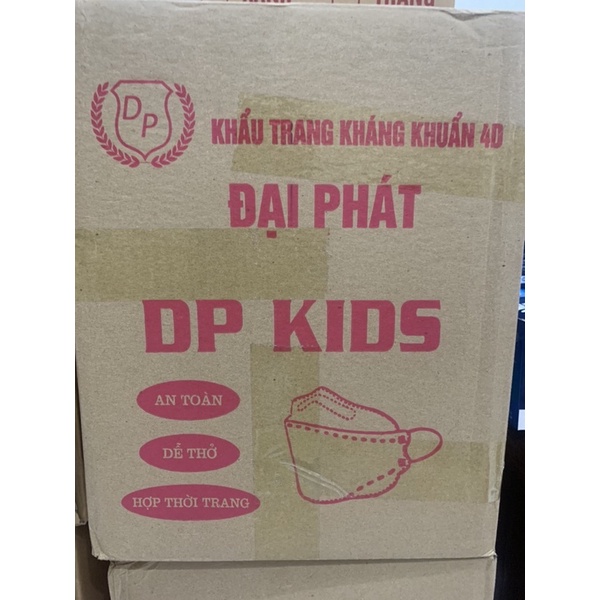 DP
KHẨU TRANG KHÁNG KHUẨN 4D
ĐẠI PHÁT
DP KIDS
AN TOÀN
DỄ THỞ
HỢP THỜI TRANG